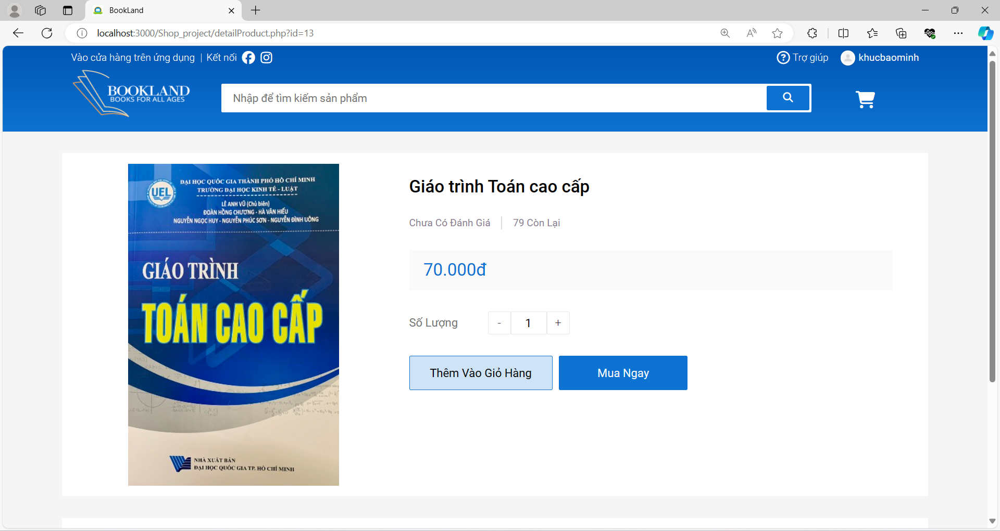 BookLand
localhost:3000/Shop_project/detailProduct.php?id=13
Vào cửa hàng trên ứng dụng | Kết nối
Trợ giúp
khucbaominh
BOOKLAND
BOOKS FOR ALL AGES
Nhập để tìm kiếm sản phẩm
ĐẠI HỌC QUỐC GIA THÀNH PHỐ HỒ CHÍ MINH
TRƯỜNG ĐẠI HỌC KINH TẾ - LUẬT
UEL
LÊ ANH VŨ (Chủ biên)
ĐOÀN HỒNG CHƯƠNG - HÀ VĂN HIẾU
NGUYỄN NGỌC HUY - NGUYỄN PHÚC SƠN - NGUYỄN ĐÌNH UÔNG
GIÁO TRÌNH
TOÁN CAO CẤP
NHÀ XUẤT BẢN
ĐẠI HỌC QUỐC GIA TP. HỒ CHÍ MINH
Giáo trình Toán cao cấp
Chưa Có Đánh Giá | 79 Còn Lại
70.000đ
Số Lượng - 1 +
Thêm Vào Giỏ Hàng
Mua Ngay